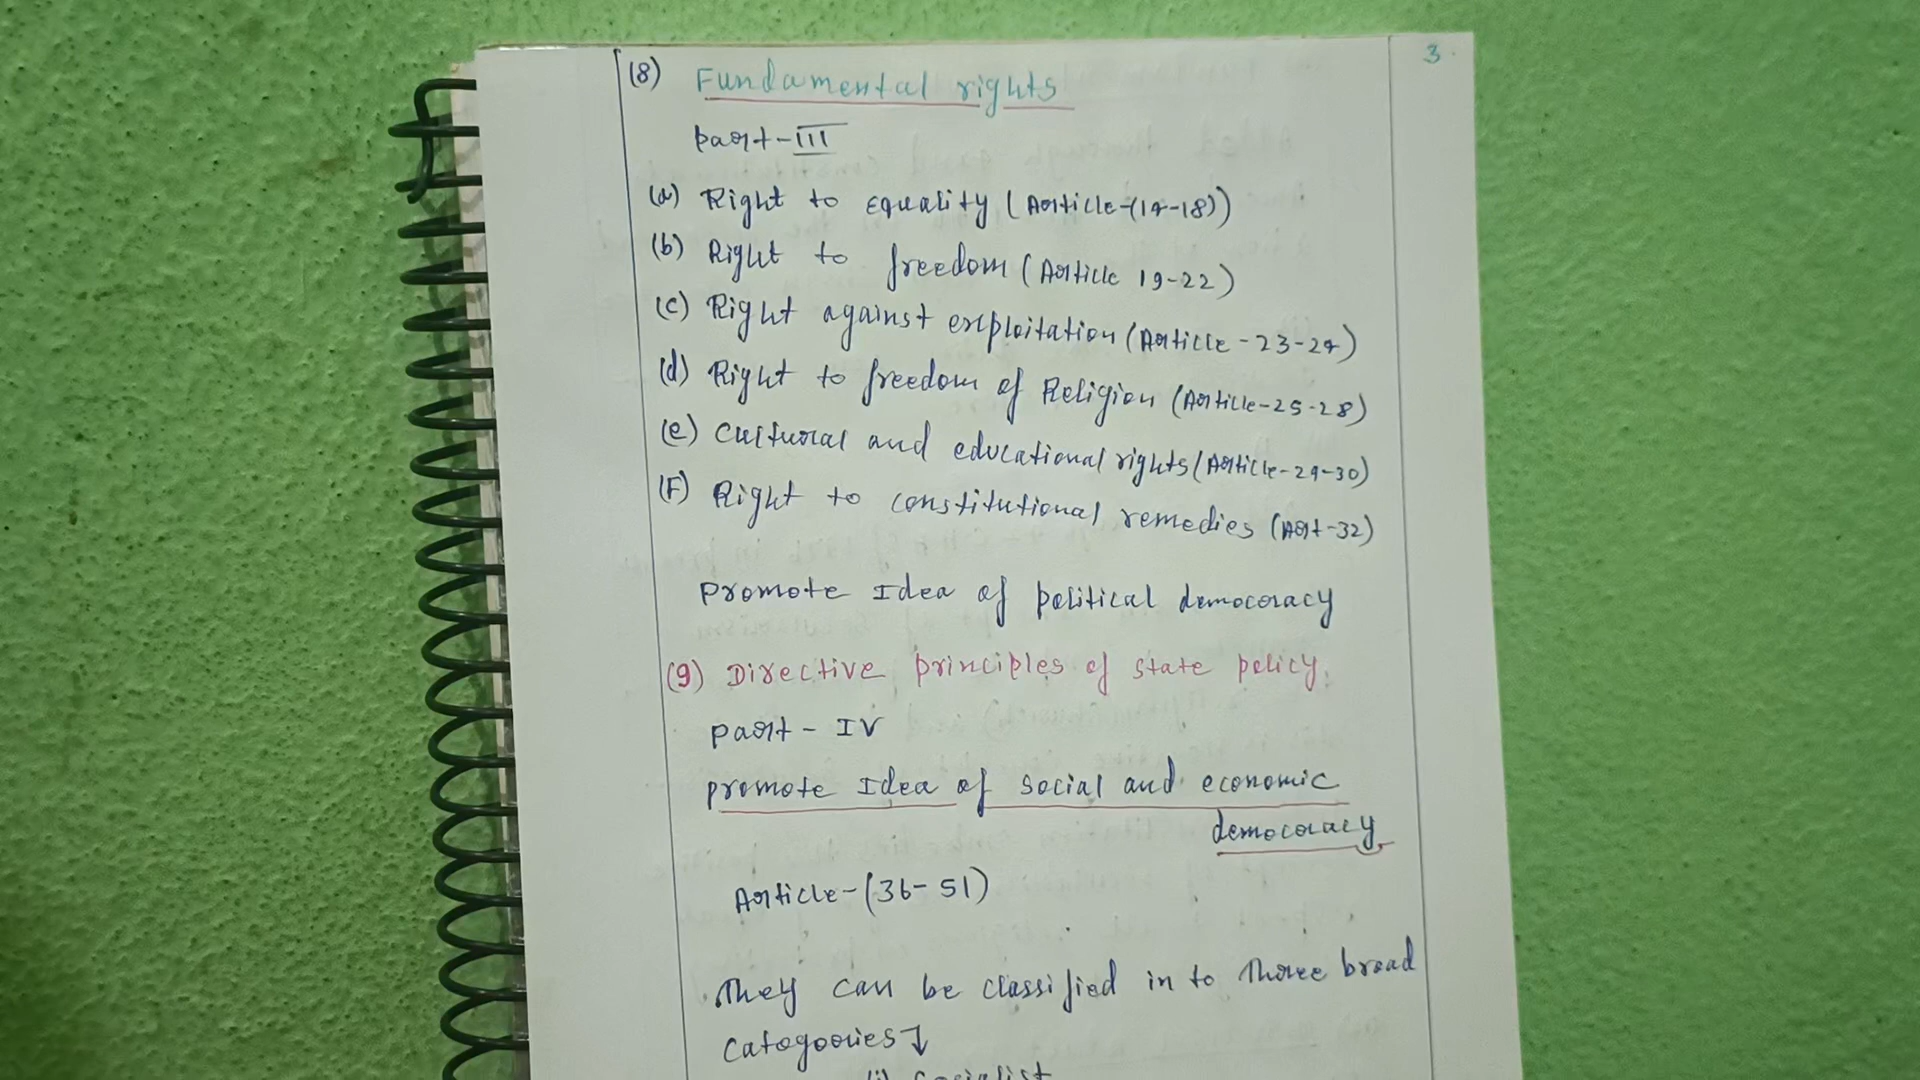 3.
(8) Fundamental rights
part-III
(a) Right to equality (Article-(14-18))
(b) Right to freedom (Article 19-22)
(c) Right against exploitation (Article-23-24)
(d) Right to freedom of Religion (Article-25-28)
(e) cultural and educational rights (Article-29-30)
(F) Right to constitutional remedies (Art-32)
promote Idea of political democracy
(9) Directive principles of state policy.
part - IV
promote Idea of social and economic
democracy
Article-(36-51)
They can be classified in to three broad
catogories ↓
(i) Socialist